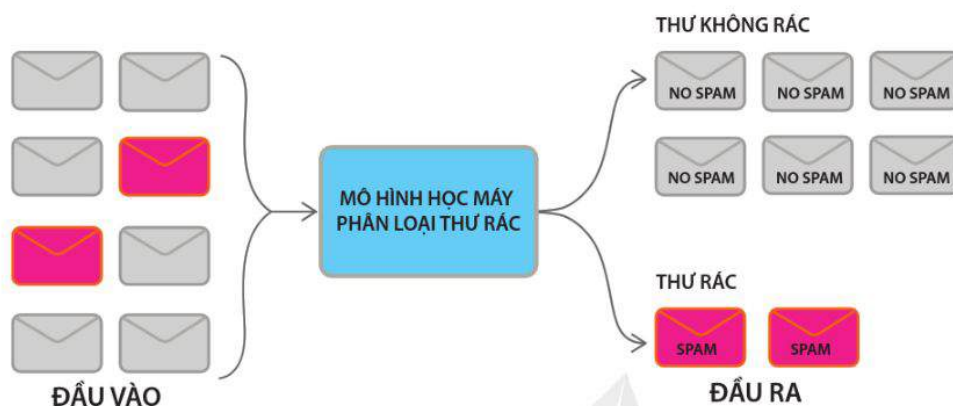 THƯ KHÔNG RÁC
NO SPAM NO SPAM NO SPAM
NO SPAM NO SPAM NO SPAM
MÔ HÌNH HỌC MÁY
PHÂN LOẠI THƯ RÁC
THƯ RÁC
SPAM SPAM
ĐẦU VÀO
ĐẦU RA